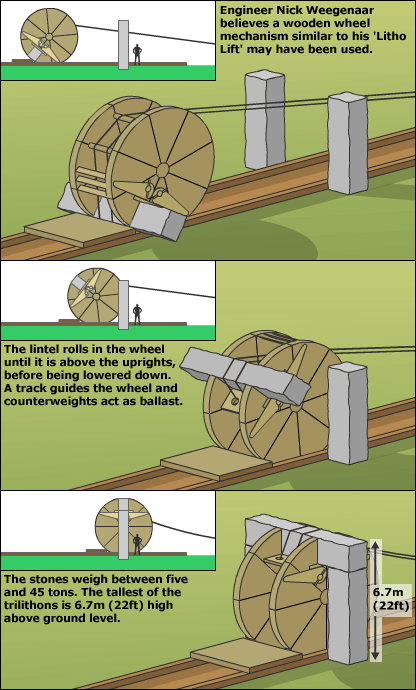 Engineer Nick Weegenaar
believes a wooden wheel
mechanism similar to his 'Litho
Lift' may have been used.
The lintel rolls in the wheel
until it is above the uprights,
before being lowered down.
A track guides the wheel and
counterweights act as ballast.
The stones weigh between five
and 45 tons. The tallest of the
trilithons is 6.7m (22ft) high
above ground level.
6.7m
(22ft)